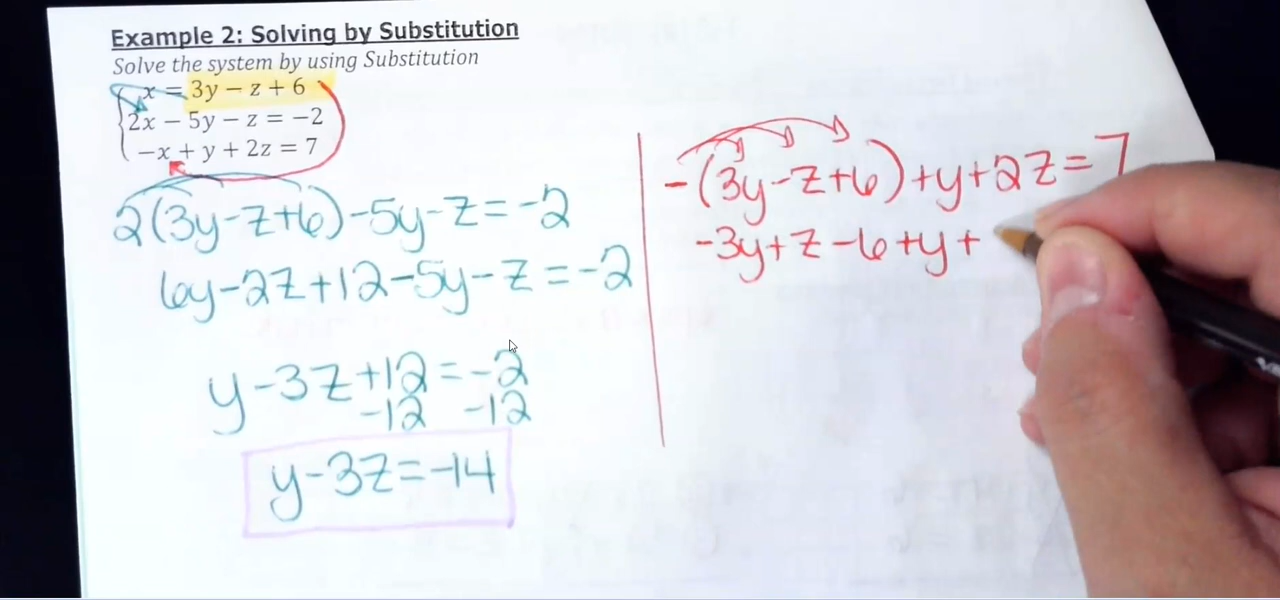 Example 2: Solving by Substitution
Solve the system by using Substitution
x = 3y − z + 6
2x − 5y − z = −2
−x + y + 2z = 7
2(3y-z+6)-5y-z=-2
6y-2z+12-5y-z=-2
y-3z+12=-2
-12 -12
y-3z=-14
-(3y-z+6)+y+2z=7
-3y+z-6+y+